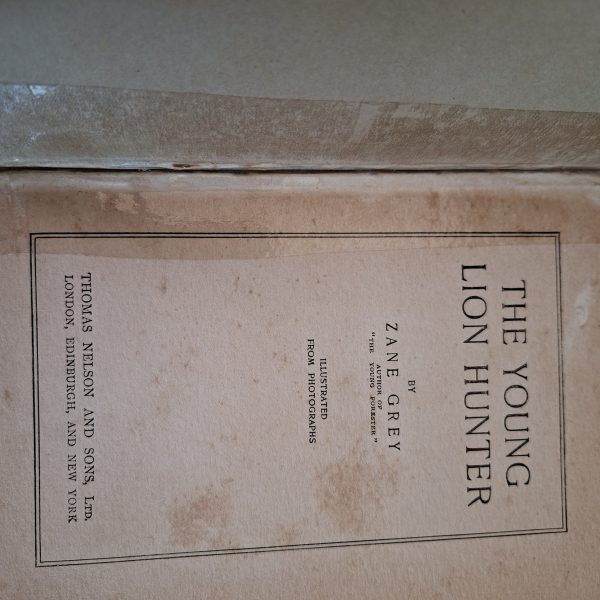 THE YOUNG
LION HUNTER
BY
ZANE GREY
AUTHOR OF
"THE YOUNG FORESTER"
ILLUSTRATED
FROM PHOTOGRAPHS
THOMAS NELSON AND SONS, LTD.
LONDON, EDINBURGH, AND NEW YORK